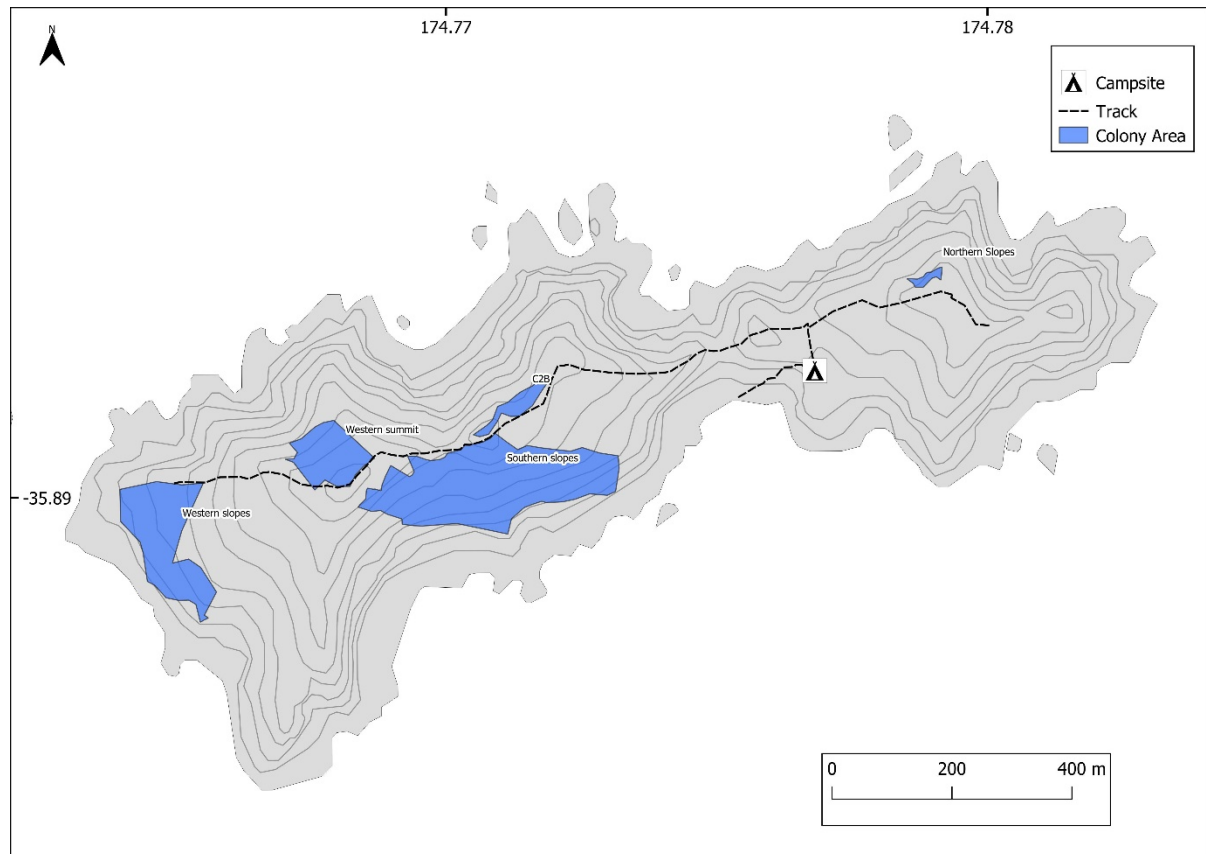 174.77
174.78
N
Campsite
Track
Colony Area
Northern Slopes
C2B
Western summit
Southern slopes
-35.89
Western slopes
0 200 400 m